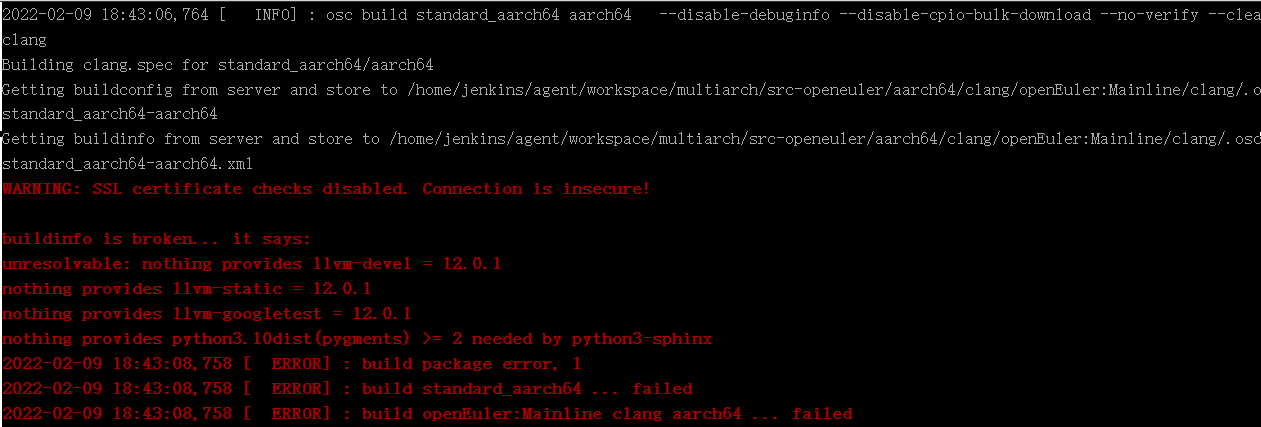 2022-02-09 18:43:06,764 [   INFO] : osc build standard_aarch64 aarch64   --disable-debuginfo --disable-cpio-bulk-download --no-verify --clea
clang
Building clang.spec for standard_aarch64/aarch64
Getting buildconfig from server and store to /home/jenkins/agent/workspace/multiarch/src-openeuler/aarch64/clang/openEuler:Mainline/clang/.o
standard_aarch64-aarch64
Getting buildinfo from server and store to /home/jenkins/agent/workspace/multiarch/src-openeuler/aarch64/clang/openEuler:Mainline/clang/.osc
standard_aarch64-aarch64.xml
WARNING: SSL certificate checks disabled. Connection is insecure!
buildinfo is broken... it says:
unresolvable: nothing provides llvm-devel = 12.0.1
nothing provides llvm-static = 12.0.1
nothing provides llvm-googletest = 12.0.1
nothing provides python3.10dist(pygments) >= 2 needed by python3-sphinx
2022-02-09 18:43:08,758 [  ERROR] : build package error, 1
2022-02-09 18:43:08,758 [  ERROR] : build standard_aarch64 ... failed
2022-02-09 18:43:08,758 [  ERROR] : build openEuler:Mainline clang aarch64 ... failed